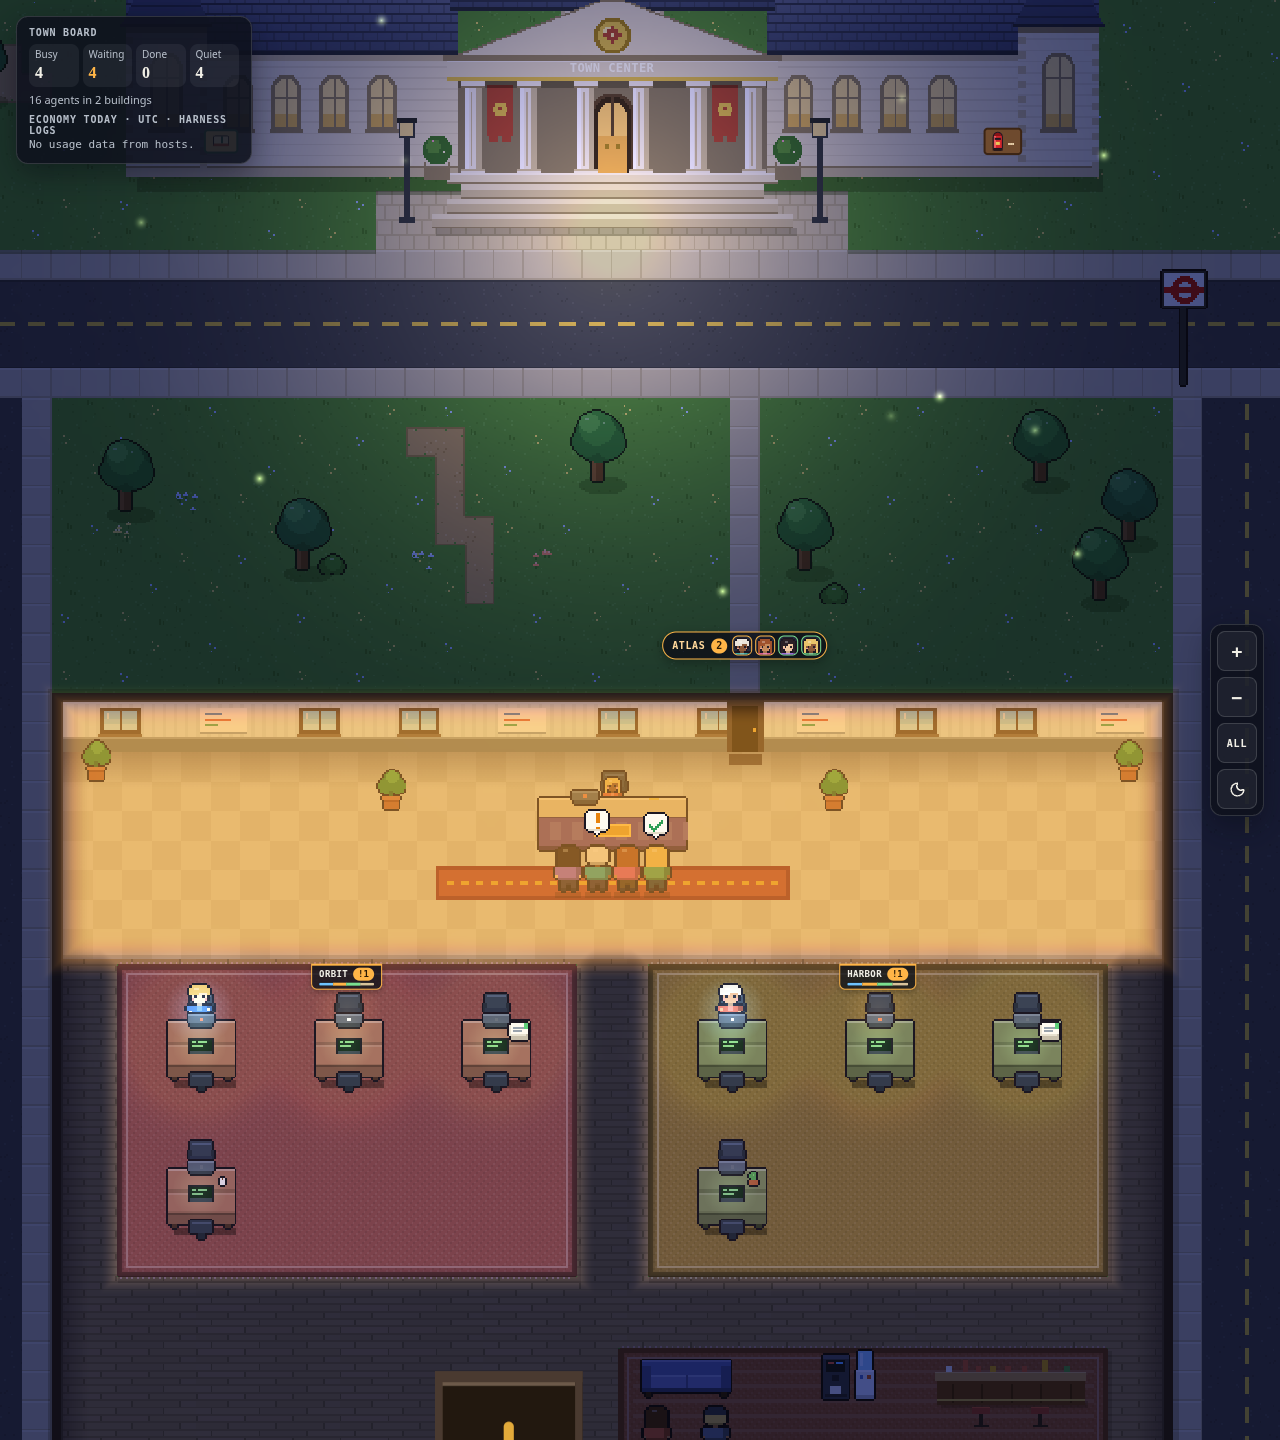 TOWN BOARD
Busy Waiting Done Quiet
4 4 0 4
16 agents in 2 buildings
ECONOMY TODAY · UTC · HARNESS
LOGS
No usage data from hosts.
TOWN CENTER
ATLAS 2
+
−
ALL
ORBIT !1
HARBOR !1